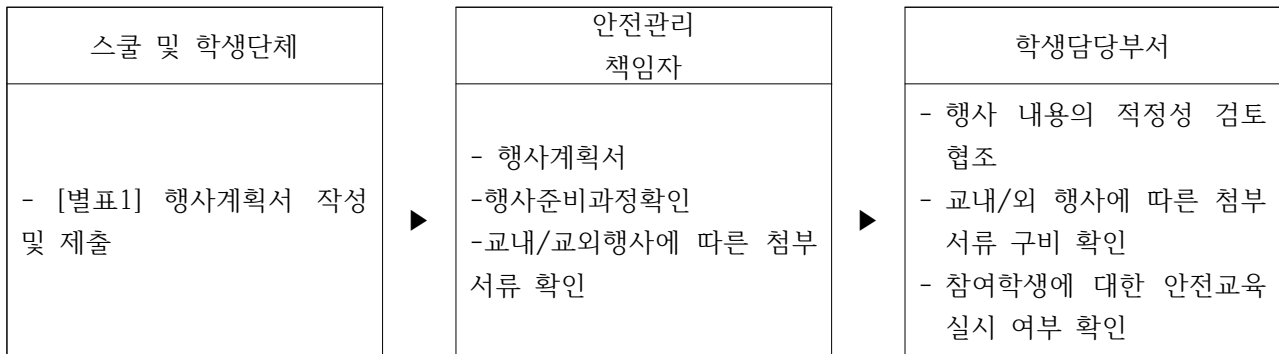 스쿨 및 학생단체
- [별표1] 행사계획서 작성
및 제출
▶
안전관리
책임자
- 행사계획서
-행사준비과정확인
-교내/교외행사에 따른 첨부
서류 확인
▶
학생담당부서
- 행사 내용의 적정성 검토
협조
- 교내/외 행사에 따른 첨부
서류 구비 확인
- 참여학생에 대한 안전교육
실시 여부 확인